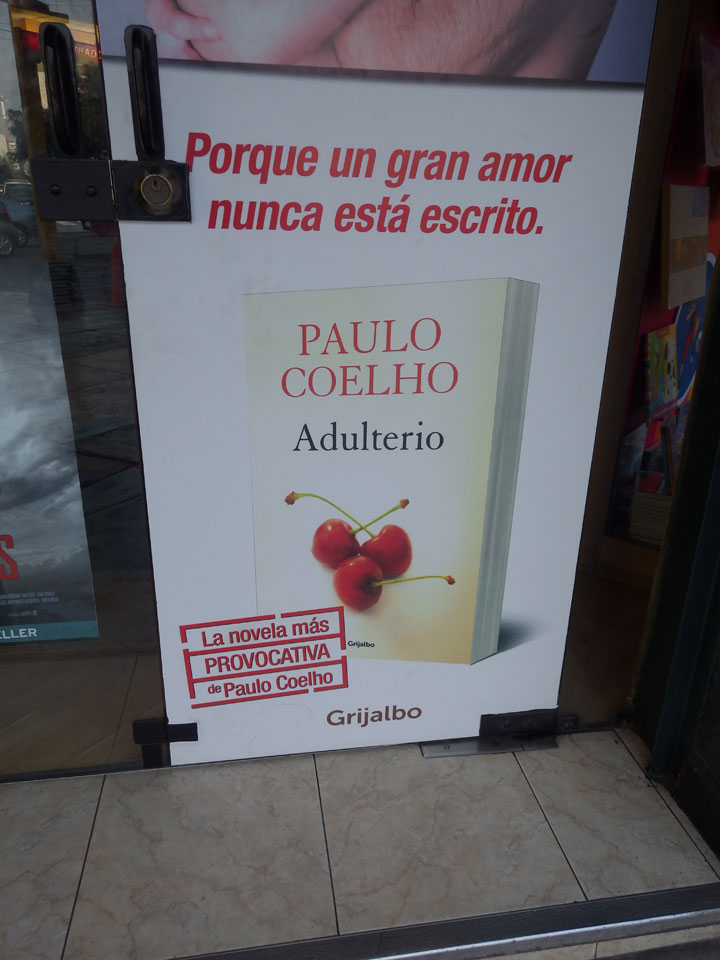 Porque un gran amor
nunca está escrito.
PAULO
COELHO
Adulterio
Grijalbo
La novela más
PROVOCATIVA
de Paulo Coelho
Grijalbo